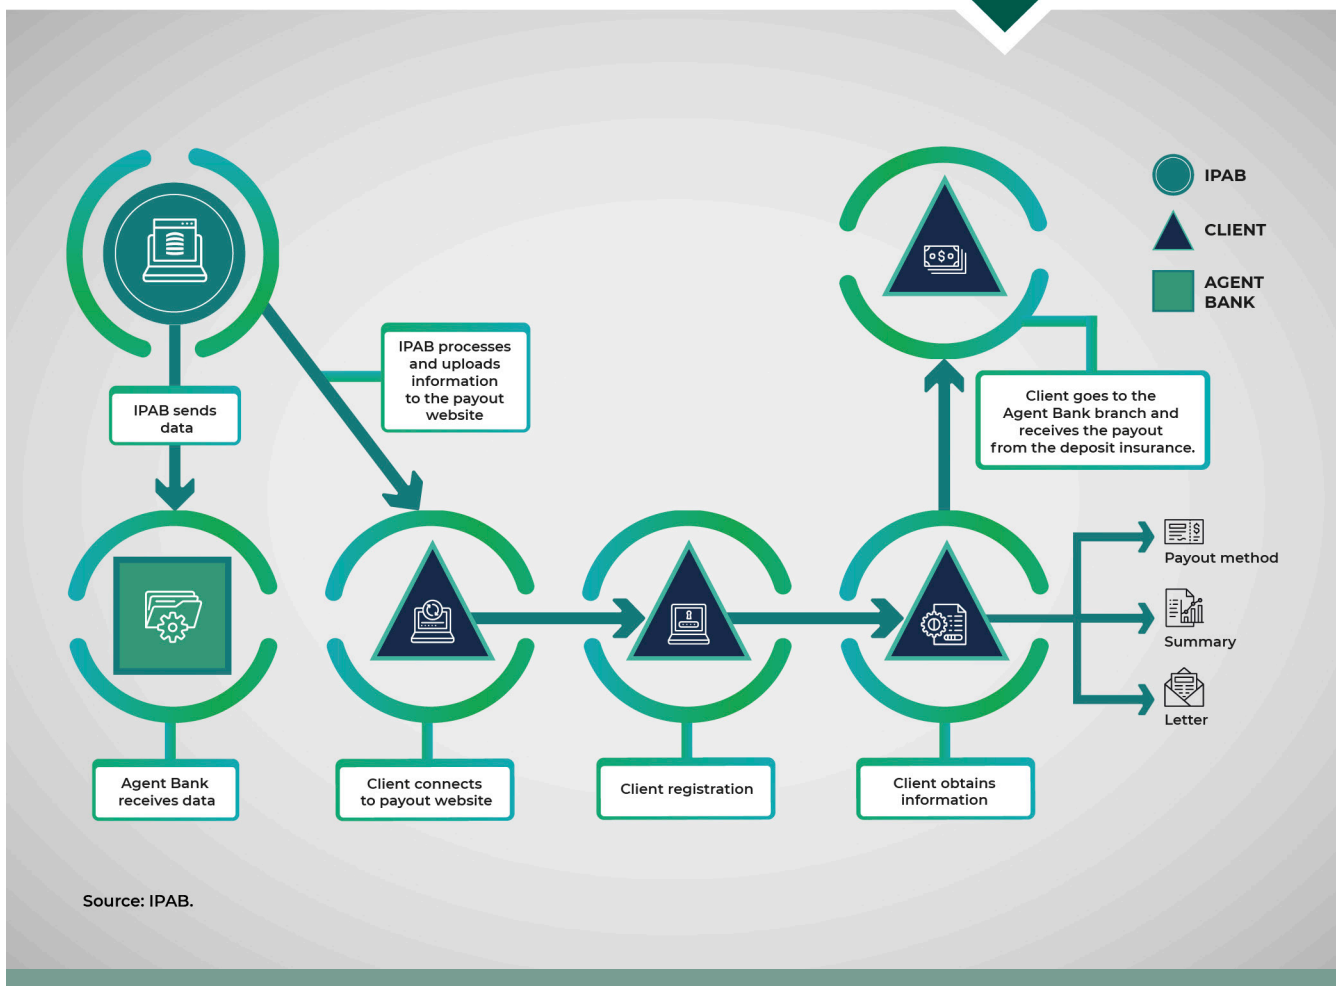 IPAB
CLIENT
AGENT
BANK
IPAB processes
and uploads
information
to the payout
website
IPAB sends
data
Client goes to the
Agent Bank branch and
receives the payout
from the deposit insurance.
Payout method
Summary
Letter
Agent Bank
receives data
Client connects
to payout website
Client registration
Client obtains
information
Source: IPAB.